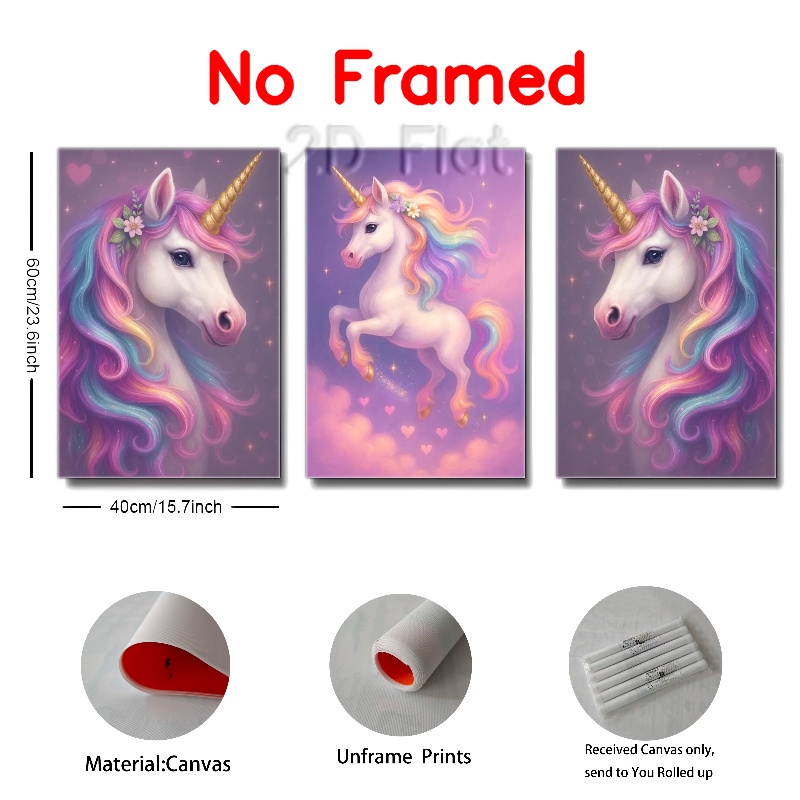 No Framed
2D Flat
60cm/23.6inch
40cm/15.7inch
Material:Canvas
Unframe Prints
Received Canvas only,
send to You Rolled up